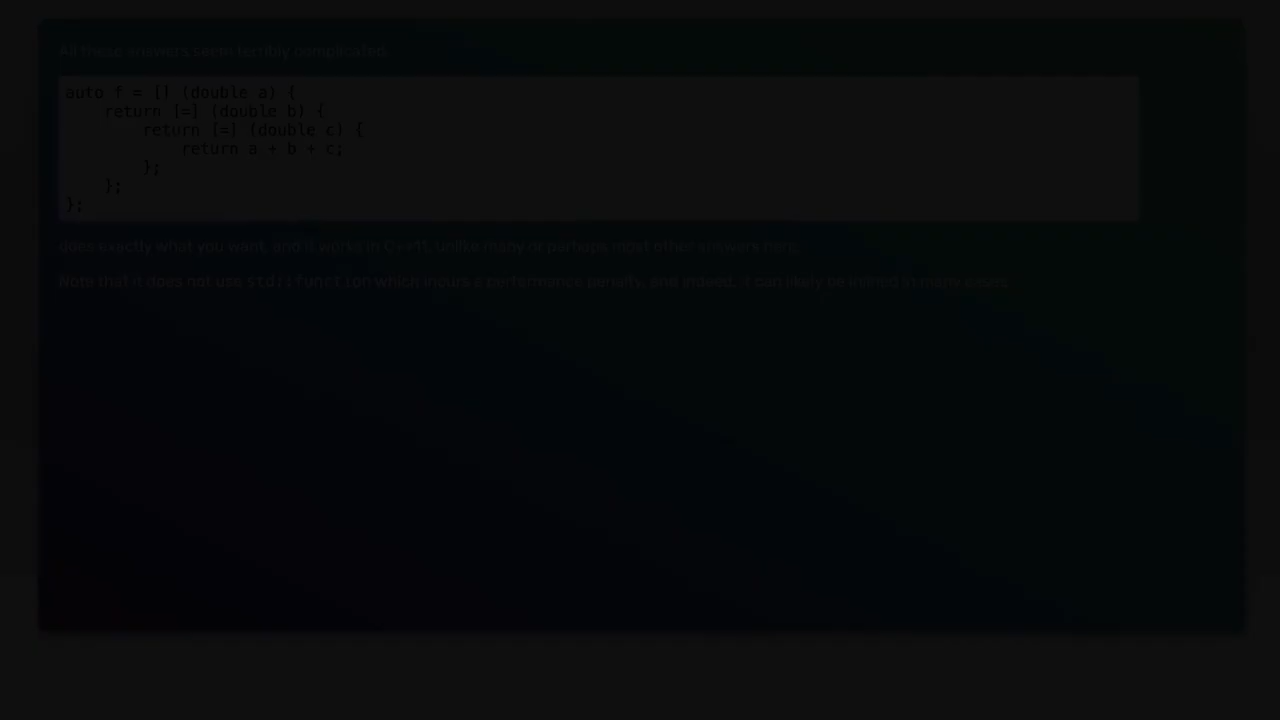 All these answers seem terribly complicated.
auto f = [] (double a) {
    return [=] (double b) {
        return [=] (double c) {
            return a + b + c;
        };
    };
};
does exactly what you want, and it works in C++11, unlike many or perhaps most other answers here.
Note that it does not use std::function which incurs a performance penalty, and indeed, it can likely be inlined in many cases.